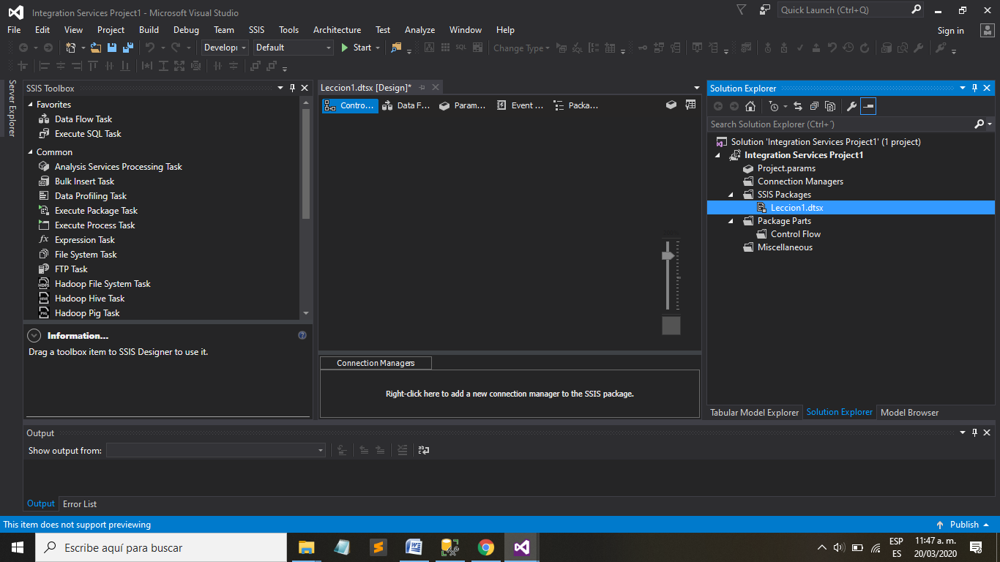 Integration Services Project1 - Microsoft Visual Studio
Quick Launch (Ctrl+Q)
File Edit View Project Build Debug Team SSIS Tools Architecture Test Analyze Window Help
Sign in
Developı Default Start SQL Change Type
Server Explorer
SSIS Toolbox
Favorites
Data Flow Task
Execute SQL Task
Common
Analysis Services Processing Task
Bulk Insert Task
Data Profiling Task
Execute Package Task
Execute Process Task
fx Expression Task
File System Task
FTP Task
HDFS Hadoop File System Task
HIVE Hadoop Hive Task
PIG Hadoop Pig Task
Information...
Drag a toolbox item to SSIS Designer to use it.
Leccion1.dtsx [Design]*
Contro... Data F... Param... Event ... Packa...
Connection Managers
Right-click here to add a new connection manager to the SSIS package.
Solution Explorer
Search Solution Explorer (Ctrl+´)
Solution 'Integration Services Project1' (1 project)
Integration Services Project1
Project.params
Connection Managers
SSIS Packages
Leccion1.dtsx
Package Parts
Control Flow
Miscellaneous
Tabular Model Explorer Solution Explorer Model Browser
Output
Show output from:
Output Error List
This item does not support previewing
Publish
Escribe aquí para buscar
ESP
ES
11:47 a. m.
20/03/2020